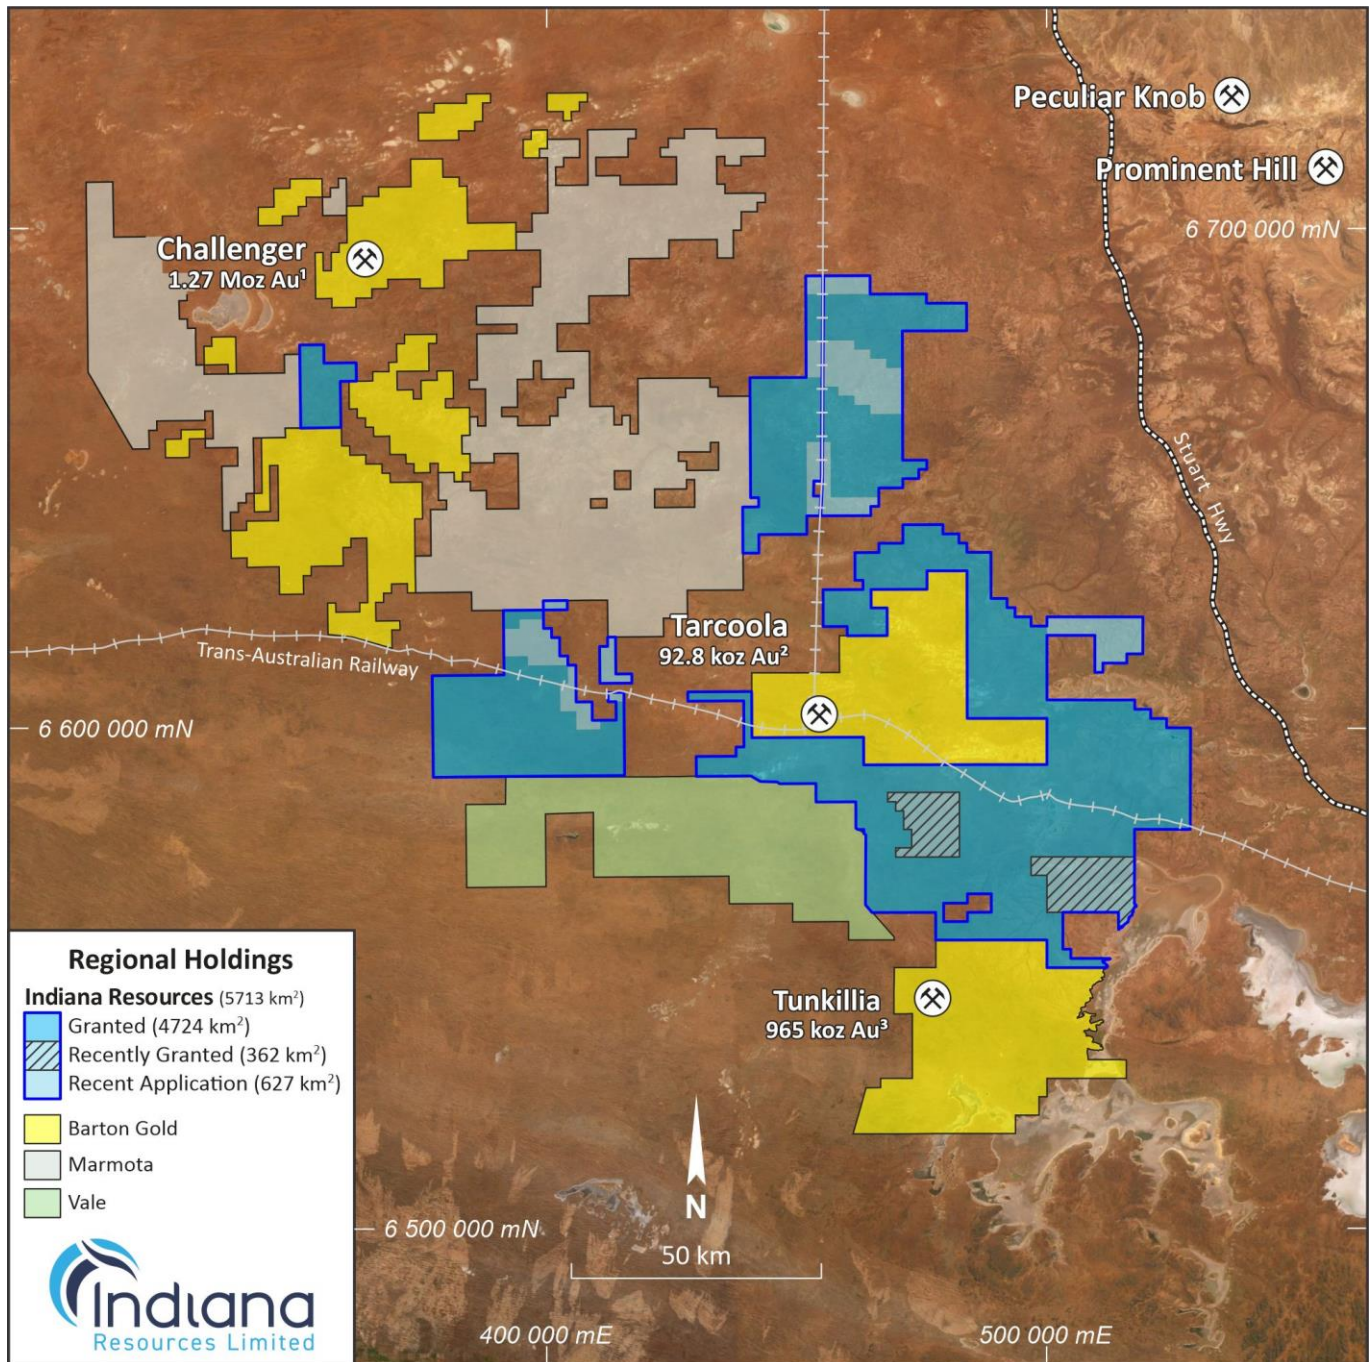 Peculiar Knob
Prominent Hill
6 700 000 mN
Challenger
1.27 Moz Au¹
Stuart Hwy
Tarcoola
92.8 koz Au²
Trans-Australian Railway
6 600 000 mN
Tunkillia
965 koz Au³
Regional Holdings
Indiana Resources (5713 km²)
Granted (4724 km²)
Recently Granted (362 km²)
Recent Application (627 km²)
Barton Gold
Marmota
Vale
N
50 km
6 500 000 mN
400 000 mE
500 000 mE
Indiana
Resources Limited